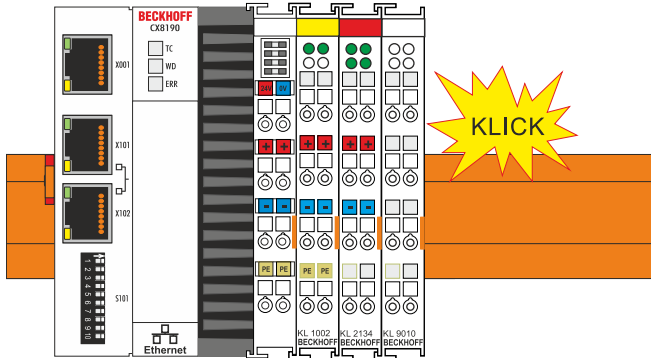 BECKHOFF
CX8190
TC
WD
ERR
X001
X101
X102
S101
1
2
3
4
5
6
7
8
9
10
Ethernet
24V 0V
+ + + + + +
- - - - - -
PE PE PE PE
KL 1002
BECKHOFF
KL 2134
BECKHOFF
KL 9010
BECKHOFF
KLICK